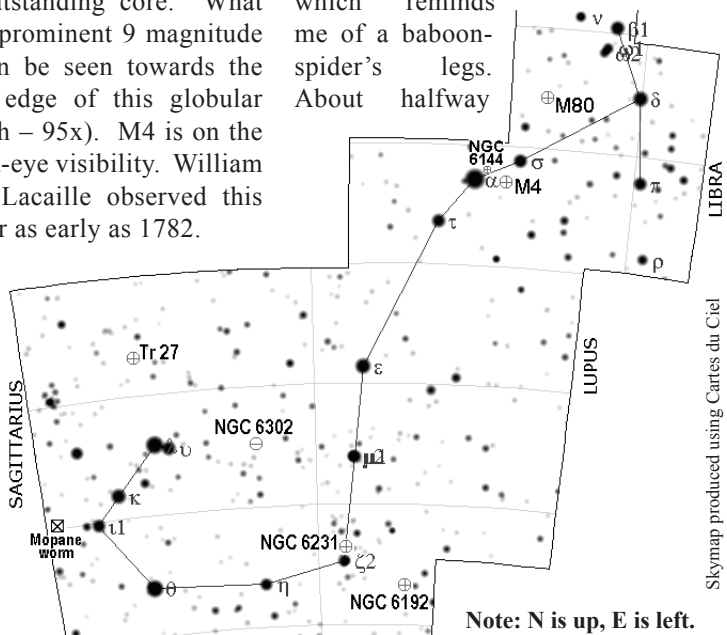 outstanding core. What
prominent 9 magnitude
n be seen towards the
edge of this globular
h – 95x). M4 is on the
-eye visibility. William
Lacaille observed this
r as early as 1782.
which reminds
me of a baboon-
spider's legs.
About halfway
ν
β1
ω1
δ
M80
NGC
6144
σ
α
M4
π
LIBRA
τ
ρ
ε
LUPUS
Tr 27
SAGITTARIUS
NGC 6302
υ
κ
ι1
Mopane
worm
NGC 6231
ζ2
θ
η
NGC 6192
Skymap produced using Cartes du Ciel
Note: N is up, E is left.